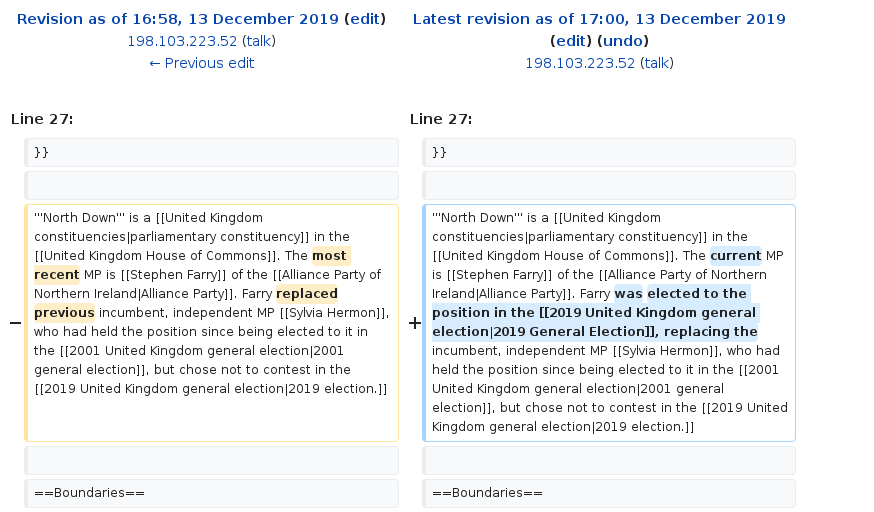 Revision as of 16:58, 13 December 2019 (edit)
198.103.223.52 (talk)
← Previous edit
Latest revision as of 17:00, 13 December 2019
(edit) (undo)
198.103.223.52 (talk)
Line 27:
Line 27:
}}
}}
−
'''North Down''' is a [[United Kingdom
constituencies|parliamentary constituency]] in the
[[United Kingdom House of Commons]]. The most
recent MP is [[Stephen Farry]] of the [[Alliance Party of
Northern Ireland|Alliance Party]]. Farry replaced
previous incumbent, independent MP [[Sylvia Hermon]],
who had held the position since being elected to it in
the [[2001 United Kingdom general election|2001
general election]], but chose not to contest in the
[[2019 United Kingdom general election|2019 election.]]
+
'''North Down''' is a [[United Kingdom
constituencies|parliamentary constituency]] in the
[[United Kingdom House of Commons]]. The current MP
is [[Stephen Farry]] of the [[Alliance Party of Northern
Ireland|Alliance Party]]. Farry was elected to the
position in the [[2019 United Kingdom general
election|2019 General Election]], replacing the
incumbent, independent MP [[Sylvia Hermon]], who had
held the position since being elected to it in the [[2001
United Kingdom general election|2001 general
election]], but chose not to contest in the [[2019 United
Kingdom general election|2019 election.]]
==Boundaries==
==Boundaries==